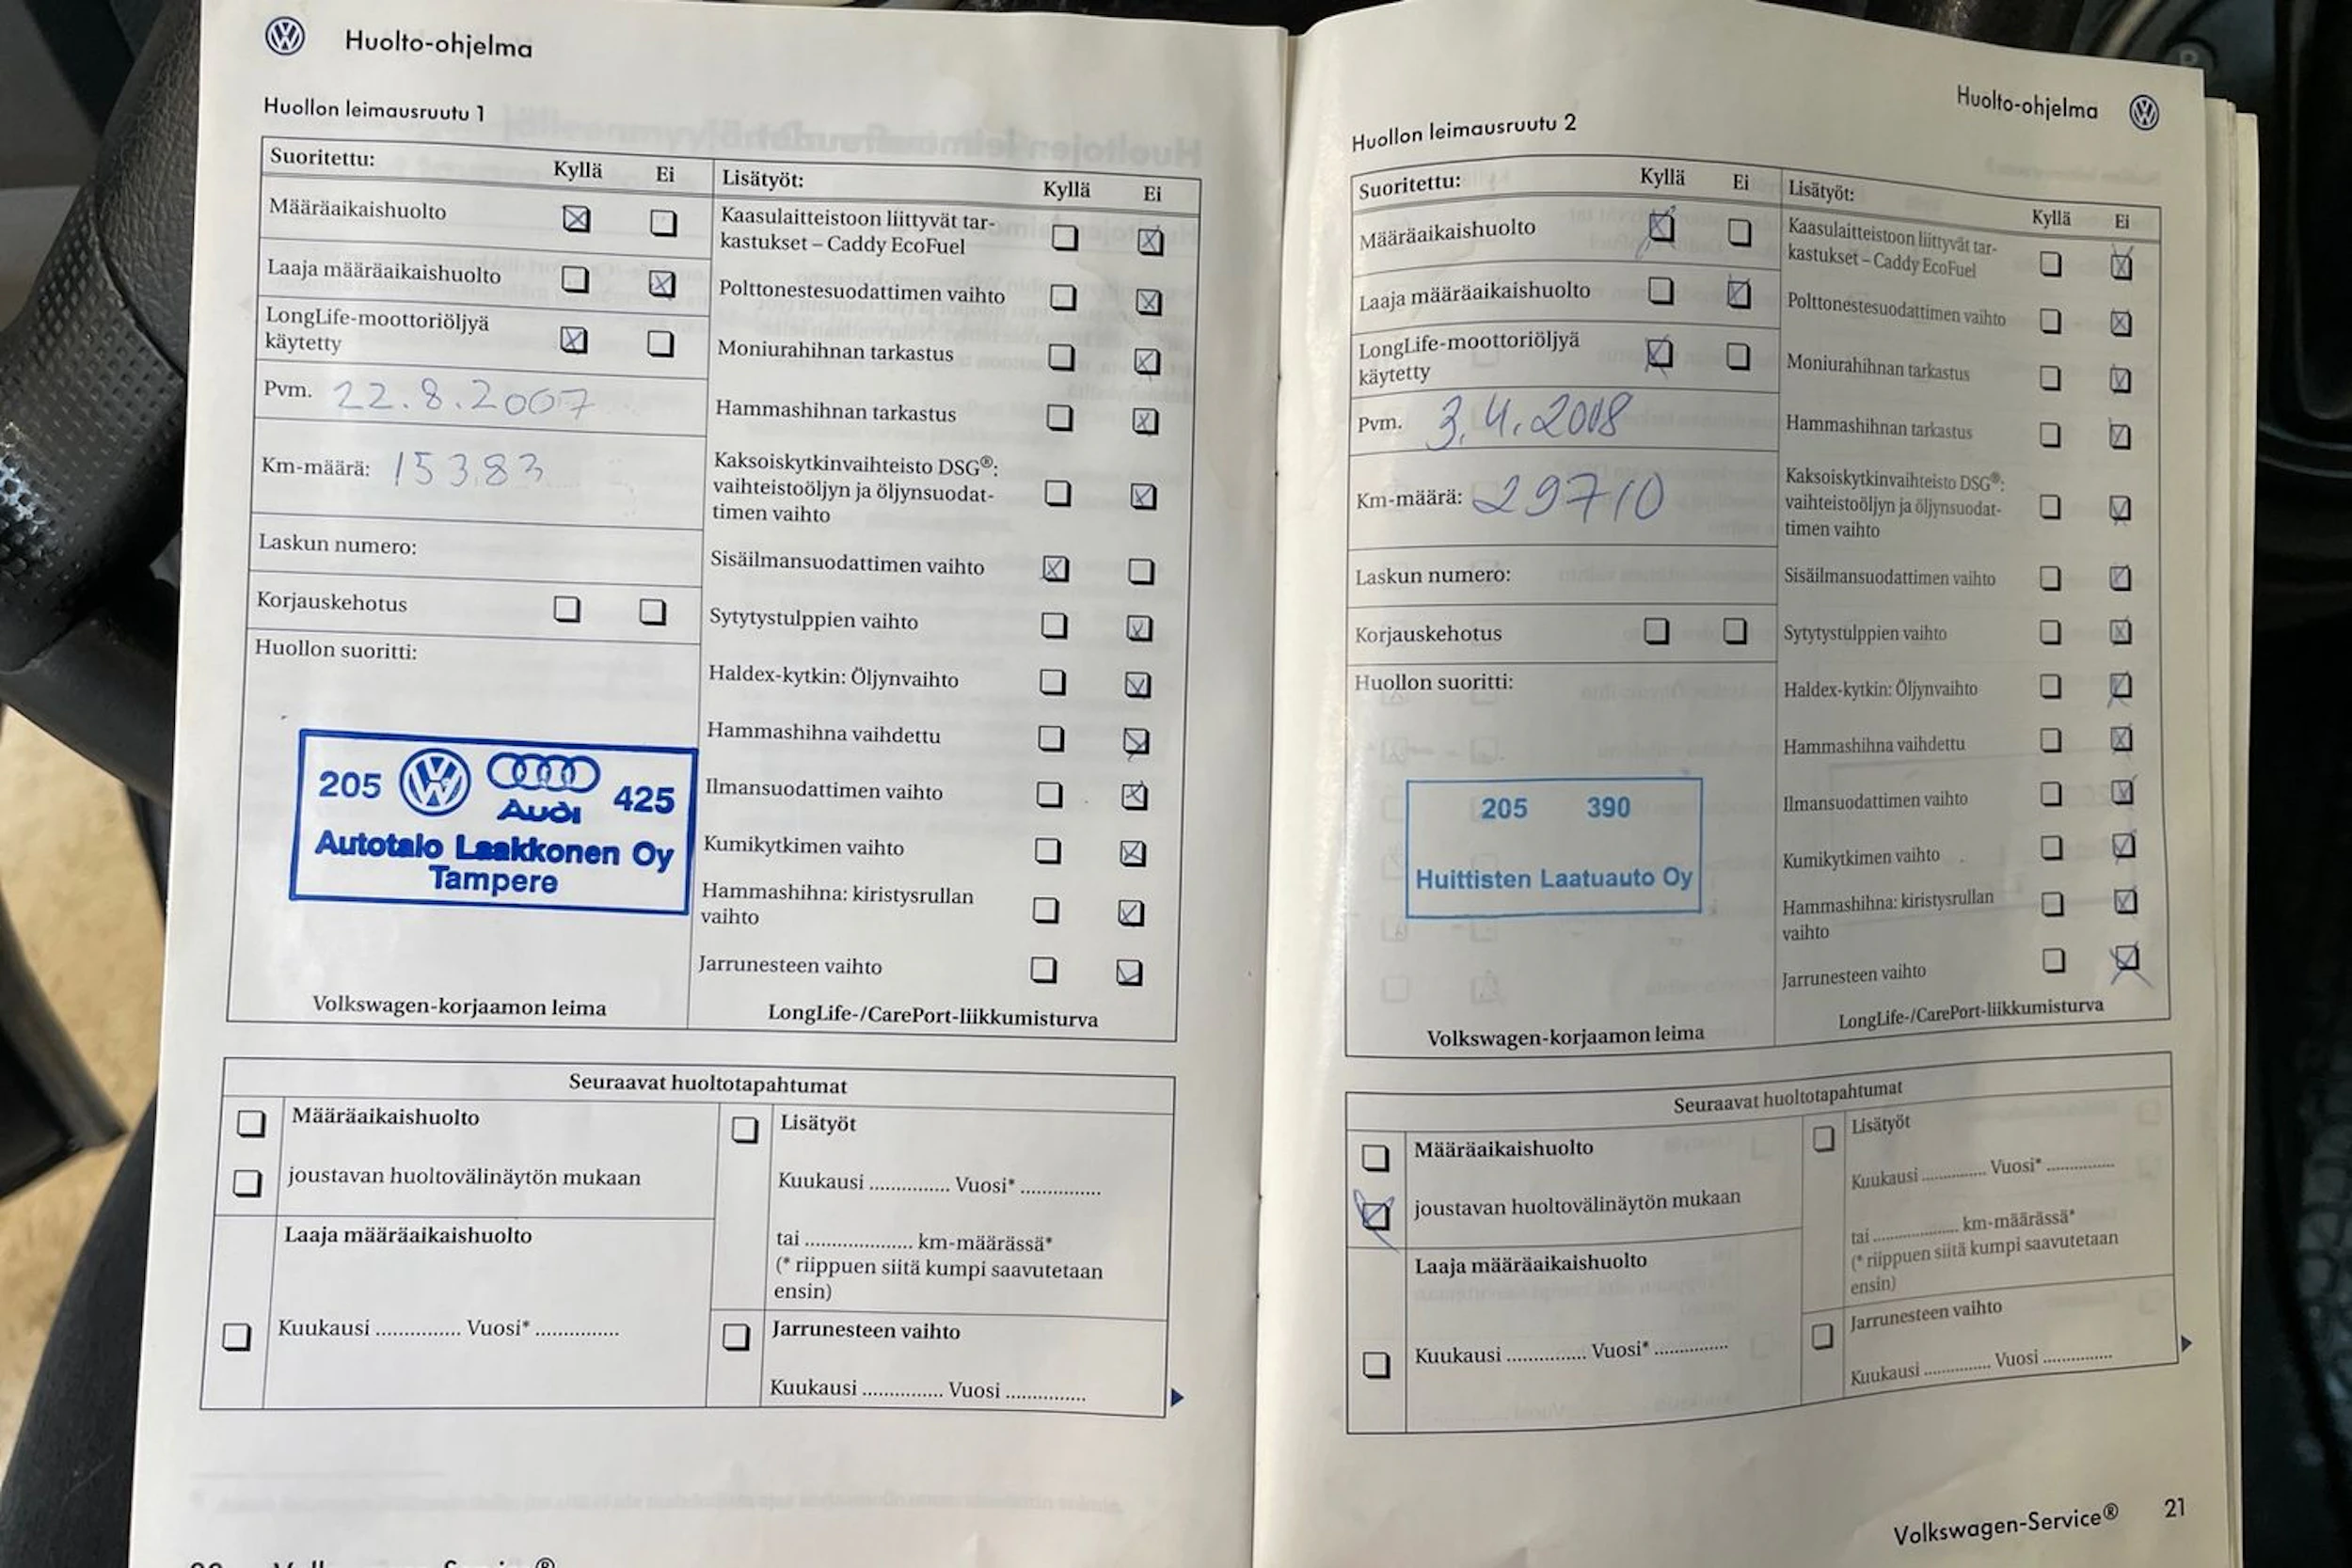 Huolto-ohjelma
Huollon leimausruutu 1
Suoritettu: Kyllä Ei
Määräaikaishuolto
Laaja määräaikaishuolto
LongLife-moottoriöljyä
käytetty
Pvm. 22.8.2007
Km-määrä: 15383
Laskun numero:
Korjauskehotus
Huollon suoritti:
205 425
Audi
Autotalo Laakkonen Oy
Tampere
Volkswagen-korjaamon leima
Lisätyöt: Kyllä Ei
Kaasulaitteistoon liittyvät tar-
kastukset – Caddy EcoFuel
Polttonestesuodattimen vaihto
Moniurahihnan tarkastus
Hammashihnan tarkastus
Kaksoiskytkinvaihteisto DSG®:
vaihteistoöljyn ja öljynsuodat-
timen vaihto
Sisäilmansuodattimen vaihto
Sytytystulppien vaihto
Haldex-kytkin: Öljynvaihto
Hammashihna vaihdettu
Ilmansuodattimen vaihto
Kumikytkimen vaihto
Hammashihna: kiristysrullan
vaihto
Jarrunesteen vaihto
LongLife-/CarePort-liikkumisturva
Seuraavat huoltotapahtumat
Määräaikaishuolto
joustavan huoltovälinäytön mukaan
Laaja määräaikaishuolto
Kuukausi ............... Vuosi* ...............
Lisätyöt
Kuukausi ............... Vuosi* ...............
tai .................... km-määrässä*
(* riippuen siitä kumpi saavutetaan
ensin)
Jarrunesteen vaihto
Kuukausi ............... Vuosi ...............
Huolto-ohjelma
Huollon leimausruutu 2
Suoritettu: Kyllä Ei
Määräaikaishuolto
Laaja määräaikaishuolto
LongLife-moottoriöljyä
käytetty
Pvm. 3.4.2008
Km-määrä: 29710
Laskun numero:
Korjauskehotus
Huollon suoritti:
205 390
Huittisten Laatuauto Oy
Volkswagen-korjaamon leima
Lisätyöt: Kyllä Ei
Kaasulaitteistoon liittyvät tar-
kastukset – Caddy EcoFuel
Polttonestesuodattimen vaihto
Moniurahihnan tarkastus
Hammashihnan tarkastus
Kaksoiskytkinvaihteisto DSG®:
vaihteistoöljyn ja öljynsuodat-
timen vaihto
Sisäilmansuodattimen vaihto
Sytytystulppien vaihto
Haldex-kytkin: Öljynvaihto
Hammashihna vaihdettu
Ilmansuodattimen vaihto
Kumikytkimen vaihto
Hammashihna: kiristysrullan
vaihto
Jarrunesteen vaihto
LongLife-/CarePort-liikkumisturva
Seuraavat huoltotapahtumat
Määräaikaishuolto
joustavan huoltovälinäytön mukaan
Laaja määräaikaishuolto
Kuukausi ............... Vuosi* ...............
Lisätyöt
Kuukausi ............... Vuosi* ...............
tai .................... km-määrässä*
(* riippuen siitä kumpi saavutetaan
ensin)
Jarrunesteen vaihto
Kuukausi ............... Vuosi ...............
Volkswagen-Service® 21